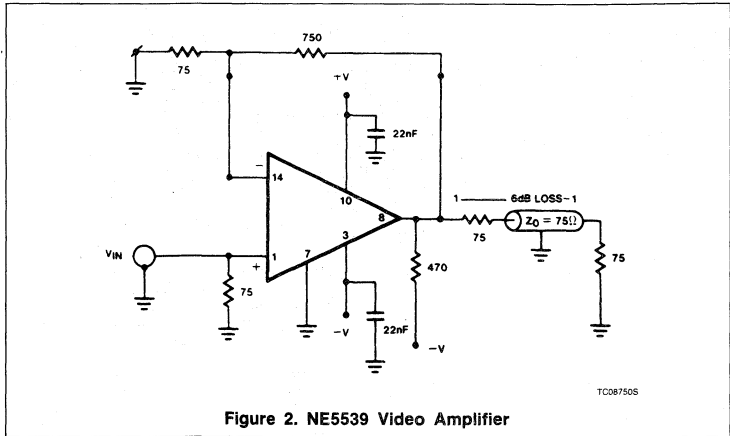 75
750
+V
22nF
−
14
10
1 —— 6dB LOSS-1
8
Z0 = 75Ω
75
3
VIN
1
7
+
470
75
75
22nF
−V
−V
TC08750S
Figure 2. NE5539 Video Amplifier